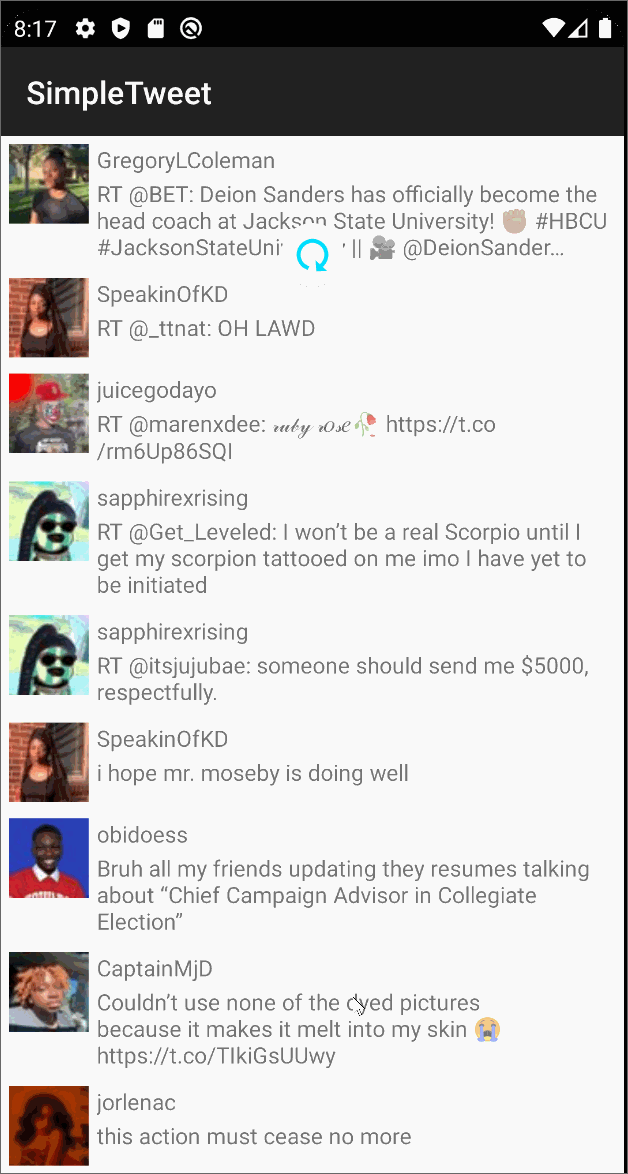 8:17
SimpleTweet
GregoryLColeman
RT @BET: Deion Sanders has officially become the
head coach at Jackson State University! ✊🏽 #HBCU
#JacksonStateUni || 🎥 @DeionSander…
SpeakinOfKD
RT @_ttnat: OH LAWD
juicegodayo
RT @marenxdee: 𝓇𝓊𝒷𝓎 𝓇𝑜𝓈𝑒🥀 https://t.co
/rm6Up86SQI
sapphirexrising
RT @Get_Leveled: I won’t be a real Scorpio until I
get my scorpion tattooed on me imo I have yet to
be initiated
sapphirexrising
RT @itsjujubae: someone should send me $5000,
respectfully.
SpeakinOfKD
i hope mr. moseby is doing well
obidoess
Bruh all my friends updating they resumes talking
about “Chief Campaign Advisor in Collegiate
Election”
CaptainMjD
Couldn’t use none of the dyed pictures
because it makes it melt into my skin 😭
https://t.co/TIkiGsUUwy
jorlenac
this action must cease no more